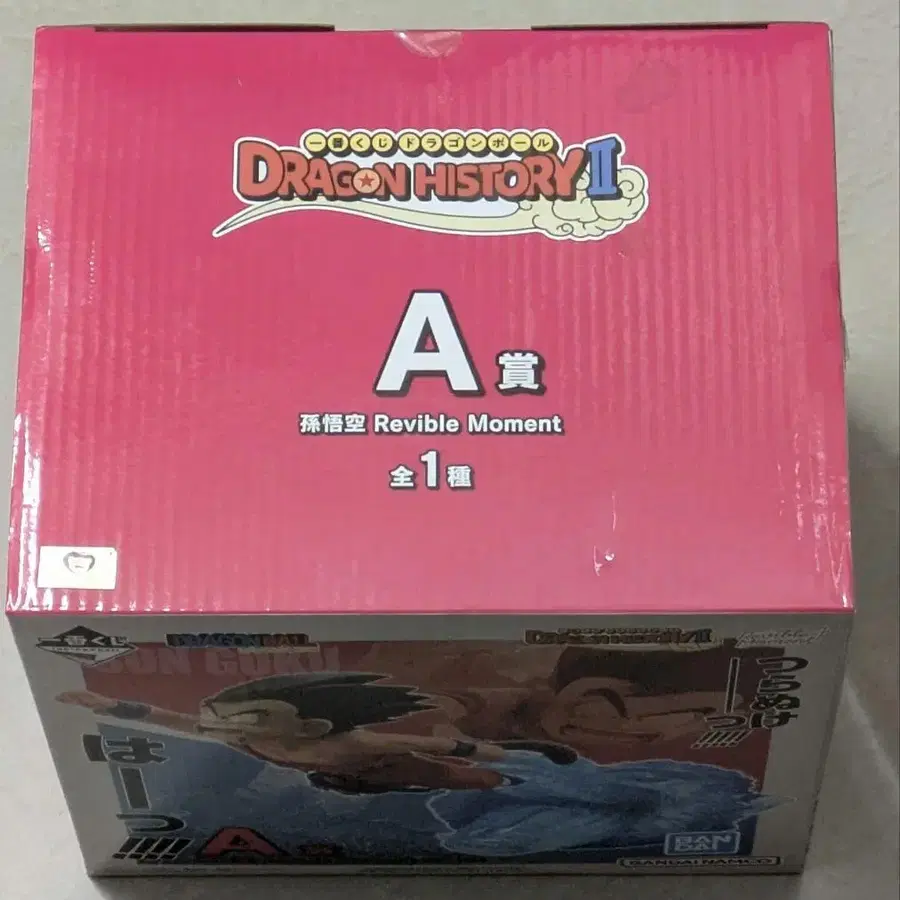 一番くじ ドラゴンボール
DRAGON HISTORY II
A賞
孫悟空 Revible Moment
全1種
一番くじ
DRAGON BALL
DRAGON HISTORY II
Revible Moment
SON GOKU
はーっ!!!!
つらぬけーっ!!!!
A
BANDAI
BANDAI NAMCO